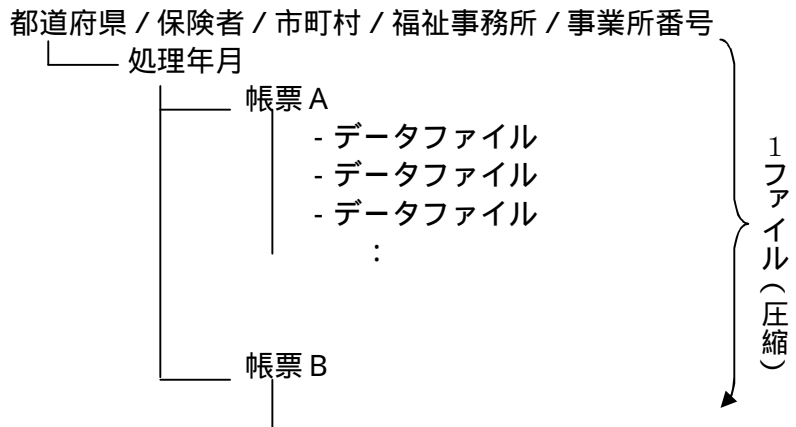 都道府県 / 保険者 / 市町村 / 福祉事務所 / 事業所番号
処理年月
帳票 A
- データファイル
- データファイル
- データファイル
:
帳票 B
1ファイル(圧縮)